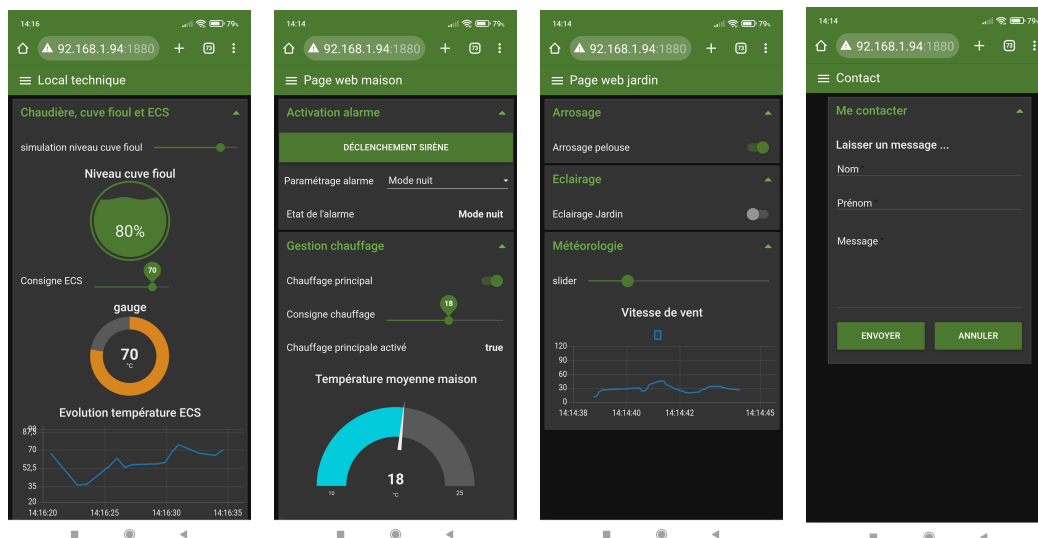 14:16
79%
92.168.1.94:1880
73
Local technique
Chaudière, cuve fioul et ECS
simulation niveau cuve fioul
Niveau cuve fioul
80%
Consigne ECS
70
gauge
70
°C
Evolution température ECS
87,5
70
52,5
35
20
14:16:20 14:16:25 14:16:30 14:16:35
14:14
79%
92.168.1.94:1880
73
Page web maison
Activation alarme
DÉCLENCHEMENT SIRÈNE
Paramétrage alarme Mode nuit
Etat de l'alarme Mode nuit
Gestion chauffage
Chauffage principal
18
Consigne chauffage
Chauffage principale activé true
Température moyenne maison
18
°C
10 25
14:14
79%
92.168.1.94:1880
73
Page web jardin
Arrosage
Arrosage pelouse
Eclairage
Eclairage Jardin
Météorologie
slider
Vitesse de vent
120
90
60
30
0
14:14:38 14:14:40 14:14:42 14:14:45
14:14
79%
92.168.1.94:1880
73
Contact
Me contacter
Laisser un message ...
Nom *
Prénom *
Message *
ENVOYER ANNULER